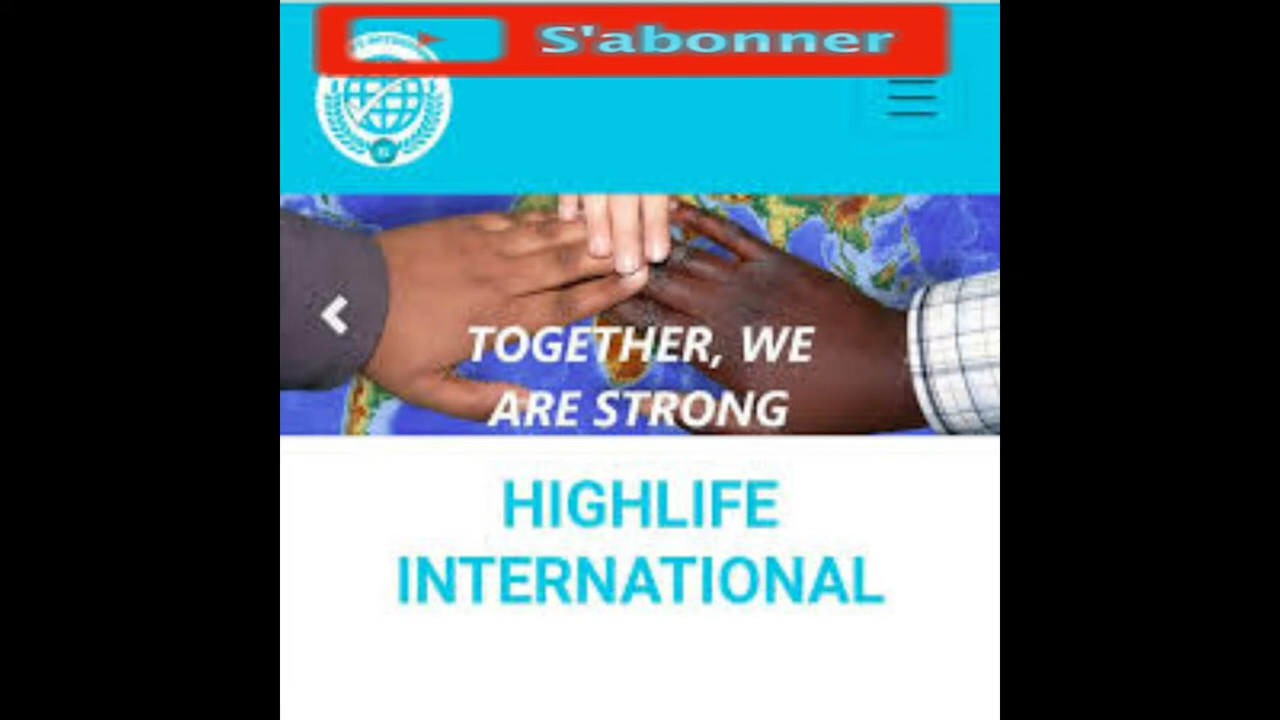 S'abonner
TOGETHER, WE
ARE STRONG
HIGHLIFE
INTERNATIONAL